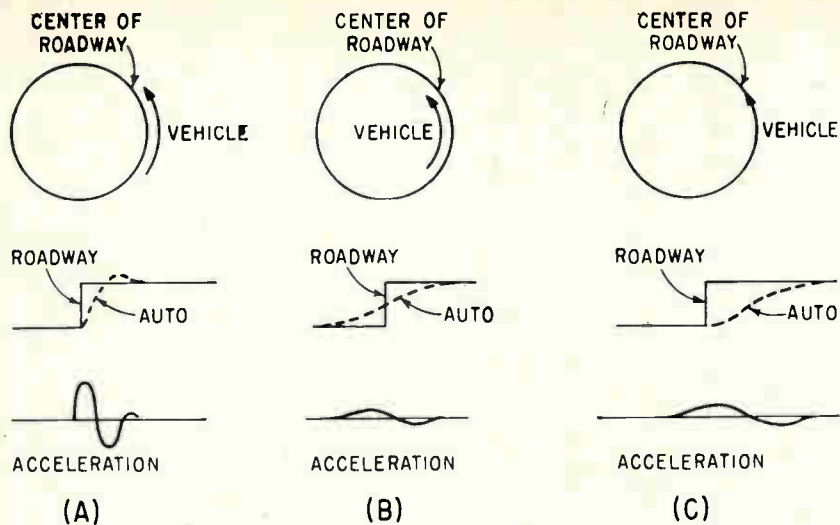 CENTER OF
ROADWAY
VEHICLE
ROADWAY
AUTO
ACCELERATION
(A)
CENTER OF
ROADWAY
VEHICLE
ROADWAY
AUTO
ACCELERATION
(B)
CENTER OF
ROADWAY
VEHICLE
ROADWAY
AUTO
ACCELERATION
(C)